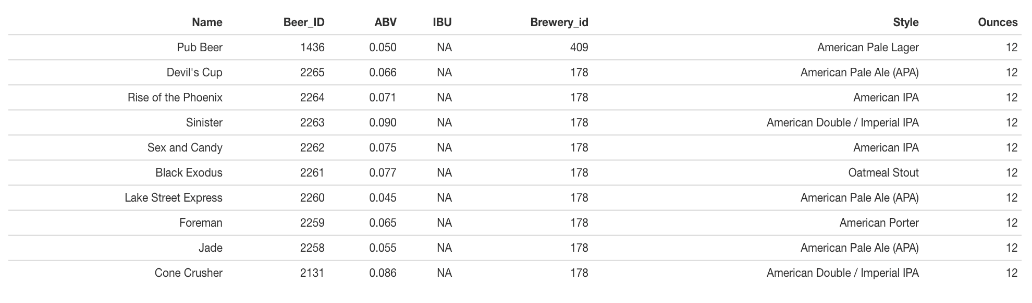 Name Beer_ID ABV IBU Brewery_id Style Ounces
Pub Beer 1436 0.050 NA 409 American Pale Lager 12
Devil's Cup 2265 0.066 NA 178 American Pale Ale (APA) 12
Rise of the Phoenix 2264 0.071 NA 178 American IPA 12
Sinister 2263 0.090 NA 178 American Double / Imperial IPA 12
Sex and Candy 2262 0.075 NA 178 American IPA 12
Black Exodus 2261 0.077 NA 178 Oatmeal Stout 12
Lake Street Express 2260 0.045 NA 178 American Pale Ale (APA) 12
Foreman 2259 0.065 NA 178 American Porter 12
Jade 2258 0.055 NA 178 American Pale Ale (APA) 12
Cone Crusher 2131 0.086 NA 178 American Double / Imperial IPA 12